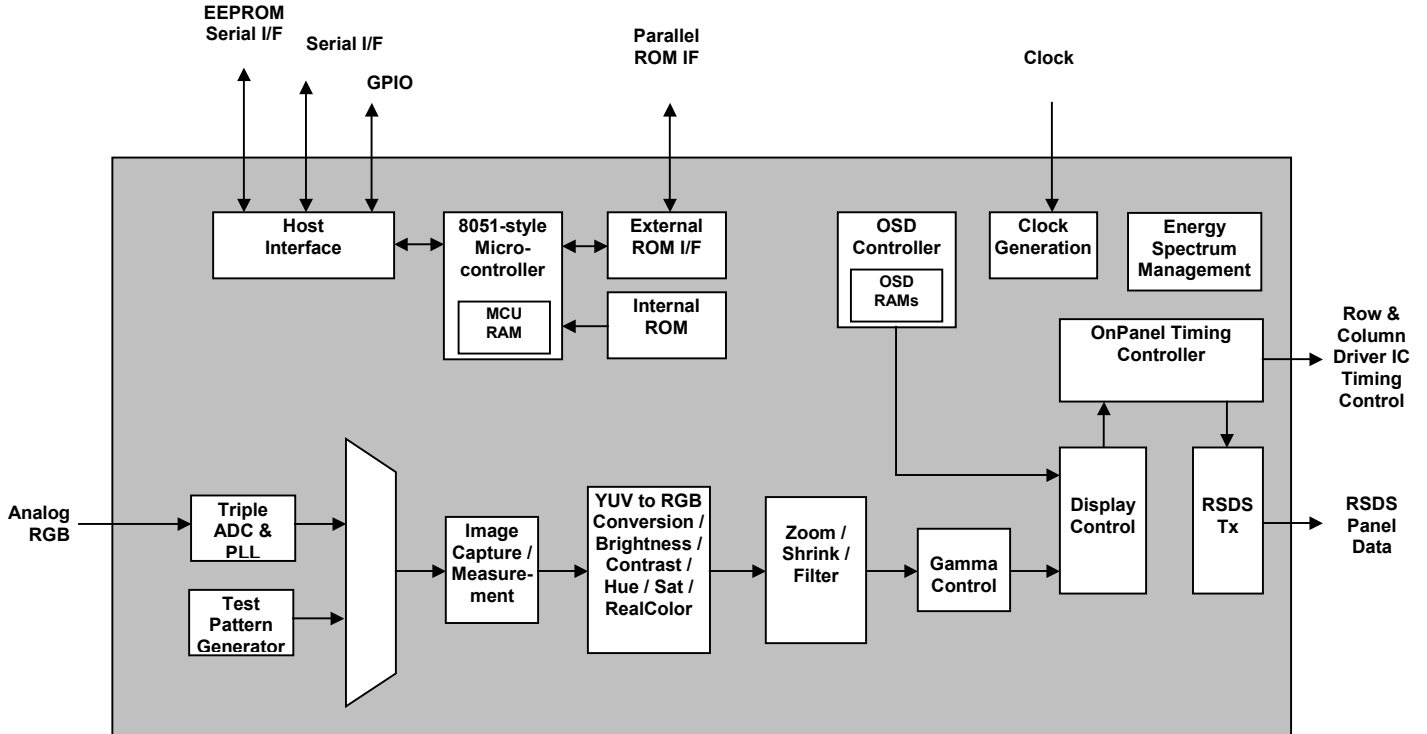 EEPROM
Serial I/F
Serial I/F
GPIO
Parallel
ROM IF
Clock
Host
Interface
8051-style
Micro-
controller
MCU
RAM
External
ROM I/F
Internal
ROM
OSD
Controller
OSD
RAMs
Clock
Generation
Energy
Spectrum
Management
OnPanel Timing
Controller
Row &
Column
Driver IC
Timing
Control
Analog
RGB
Triple
ADC &
PLL
Test
Pattern
Generator
Image
Capture /
Measure-
ment
YUV to RGB
Conversion /
Brightness /
Contrast /
Hue / Sat /
RealColor
Zoom /
Shrink /
Filter
Gamma
Control
Display
Control
RSDS
Tx
RSDS
Panel
Data